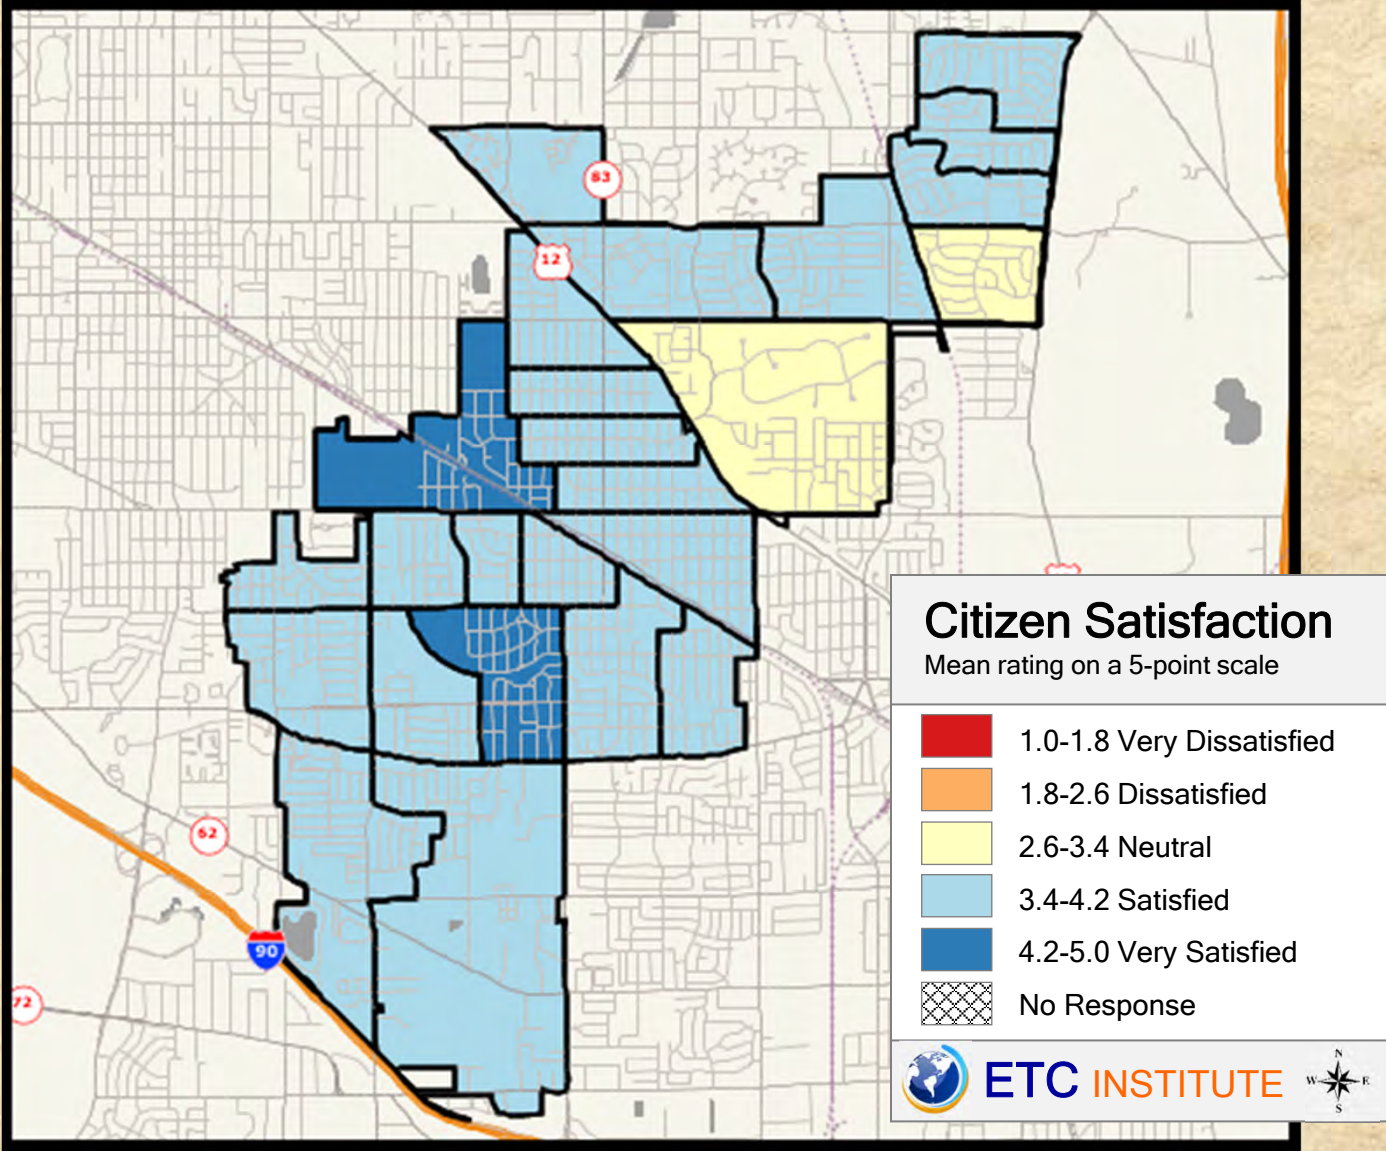 83
12
62
90
72
Citizen Satisfaction
Mean rating on a 5-point scale
1.0-1.8 Very Dissatisfied
1.8-2.6 Dissatisfied
2.6-3.4 Neutral
3.4-4.2 Satisfied
4.2-5.0 Very Satisfied
No Response
ETC INSTITUTE
N
W E
S